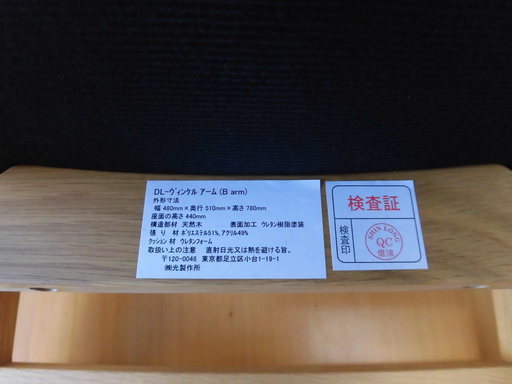 DL-ヴィンケル アーム (B arm)
外形寸法
幅 480mm×奥行 510mm×高さ 780mm
座面の高さ 440mm
構造部材 天然木 表面加工 ウレタン樹脂塗装
張り 材 ポリエステル51%、アクリル49%
クッション材 ウレタンフォーム
取扱い上の注意 直射日光又は熱を避ける旨。
〒120-0046 東京都足立区小台1-19-1
㈱光製作所
検査証
検査印
SHIN LONG
QC